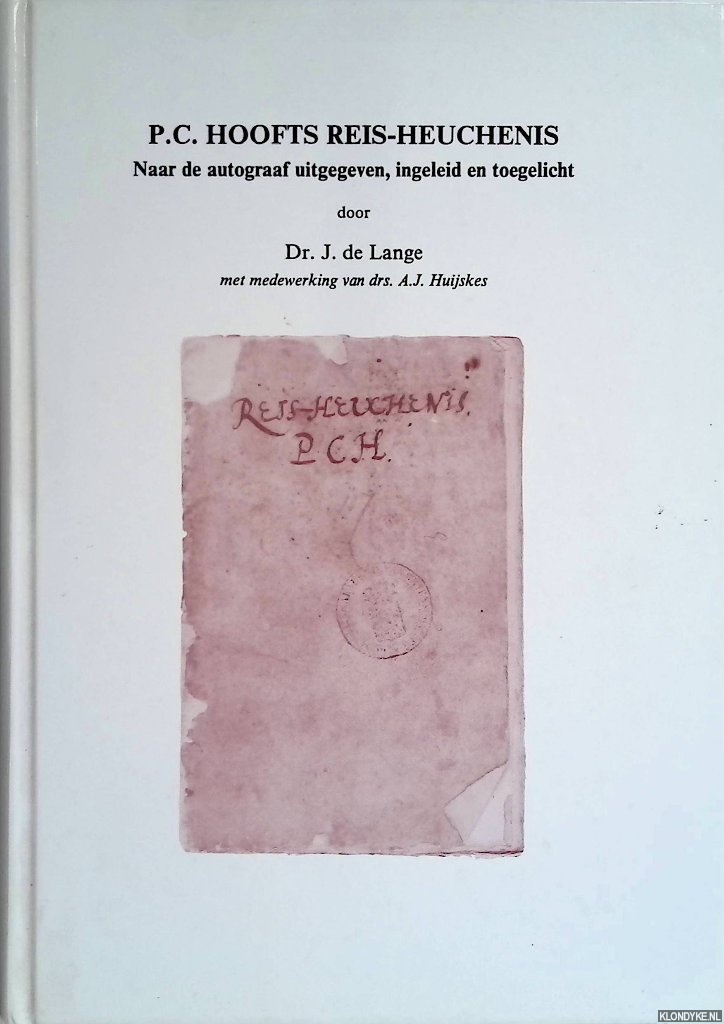 P.C. HOOFTS REIS-HEUCHENIS
Naar de autograaf uitgegeven, ingeleid en toegelicht
door
Dr. J. de Lange
met medewerking van drs. A.J. Huijskes
REIS-HEUCHENIS.
P.C.H.
KLONDYKE.NL